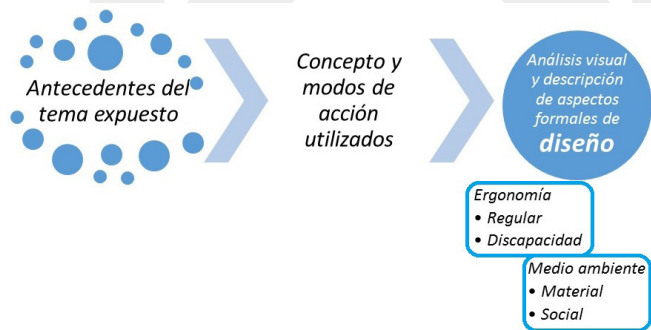 Antecedentes del
tema expuesto
Concepto y
modos de
acción
utilizados
Análisis visual
y descripción
de aspectos
formales de
diseño
Ergonomía
• Regular
• Discapacidad
Medio ambiente
• Material
• Social